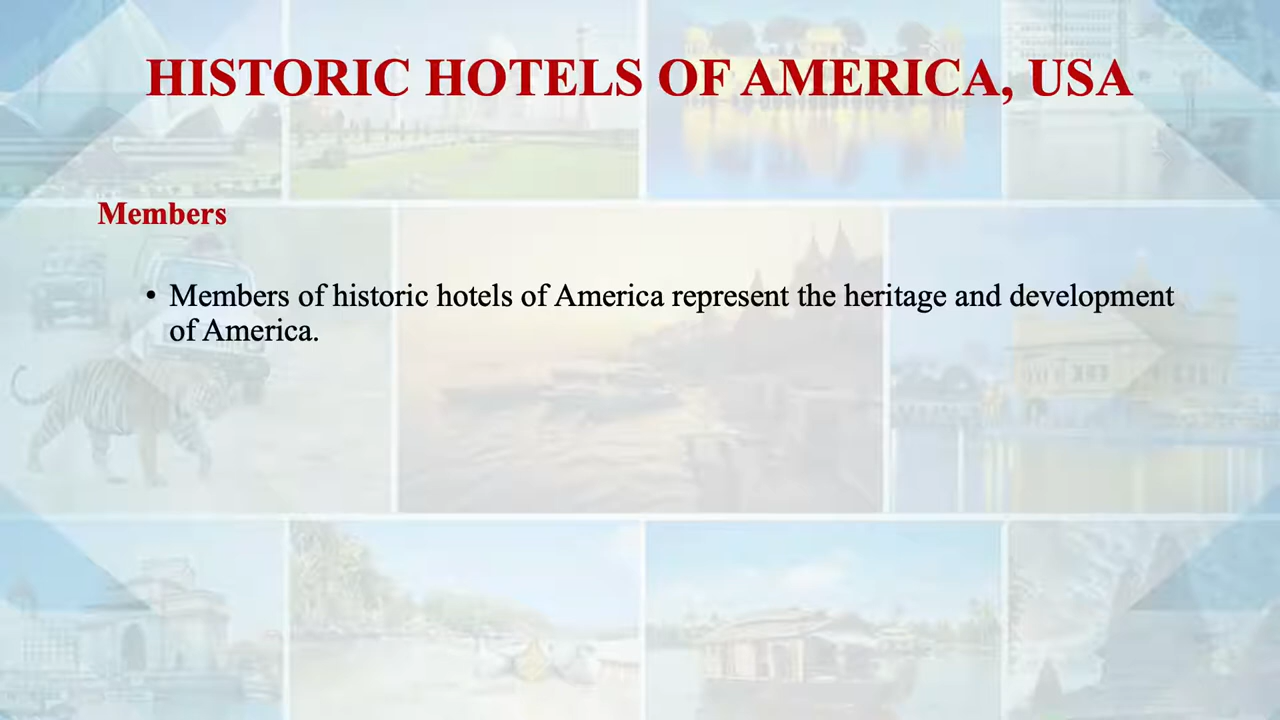 HISTORIC HOTELS OF AMERICA, USA
Members
• Members of historic hotels of America represent the heritage and development
of America.